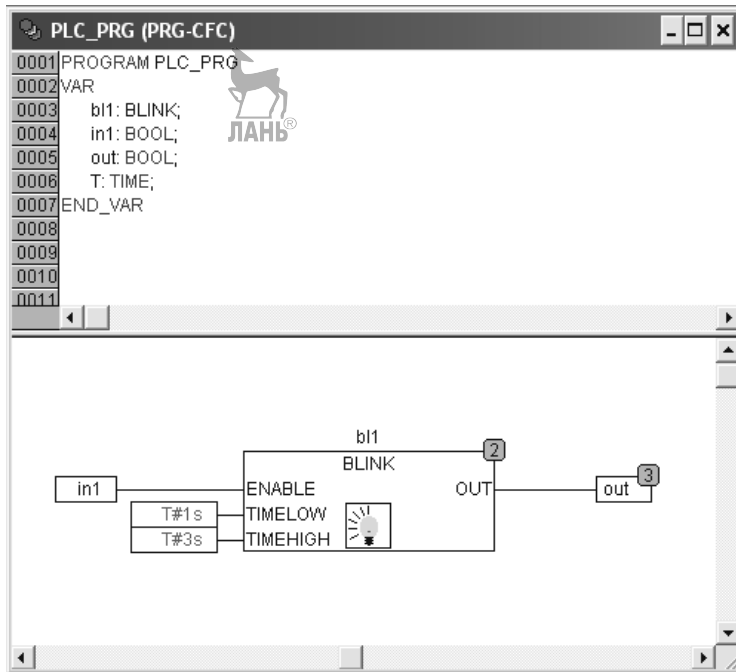 PLC_PRG (PRG-CFC)
0001 PROGRAM PLC_PRG
0002 VAR
0003 bl1: BLINK;
0004 in1: BOOL;
0005 out: BOOL;
0006 T: TIME;
0007 END_VAR
0008
0009
0010
0011
ЛАНЬ®
bl1
2
BLINK
in1
ENABLE
OUT
out
3
T#1s
TIMELOW
T#3s
TIMEHIGH